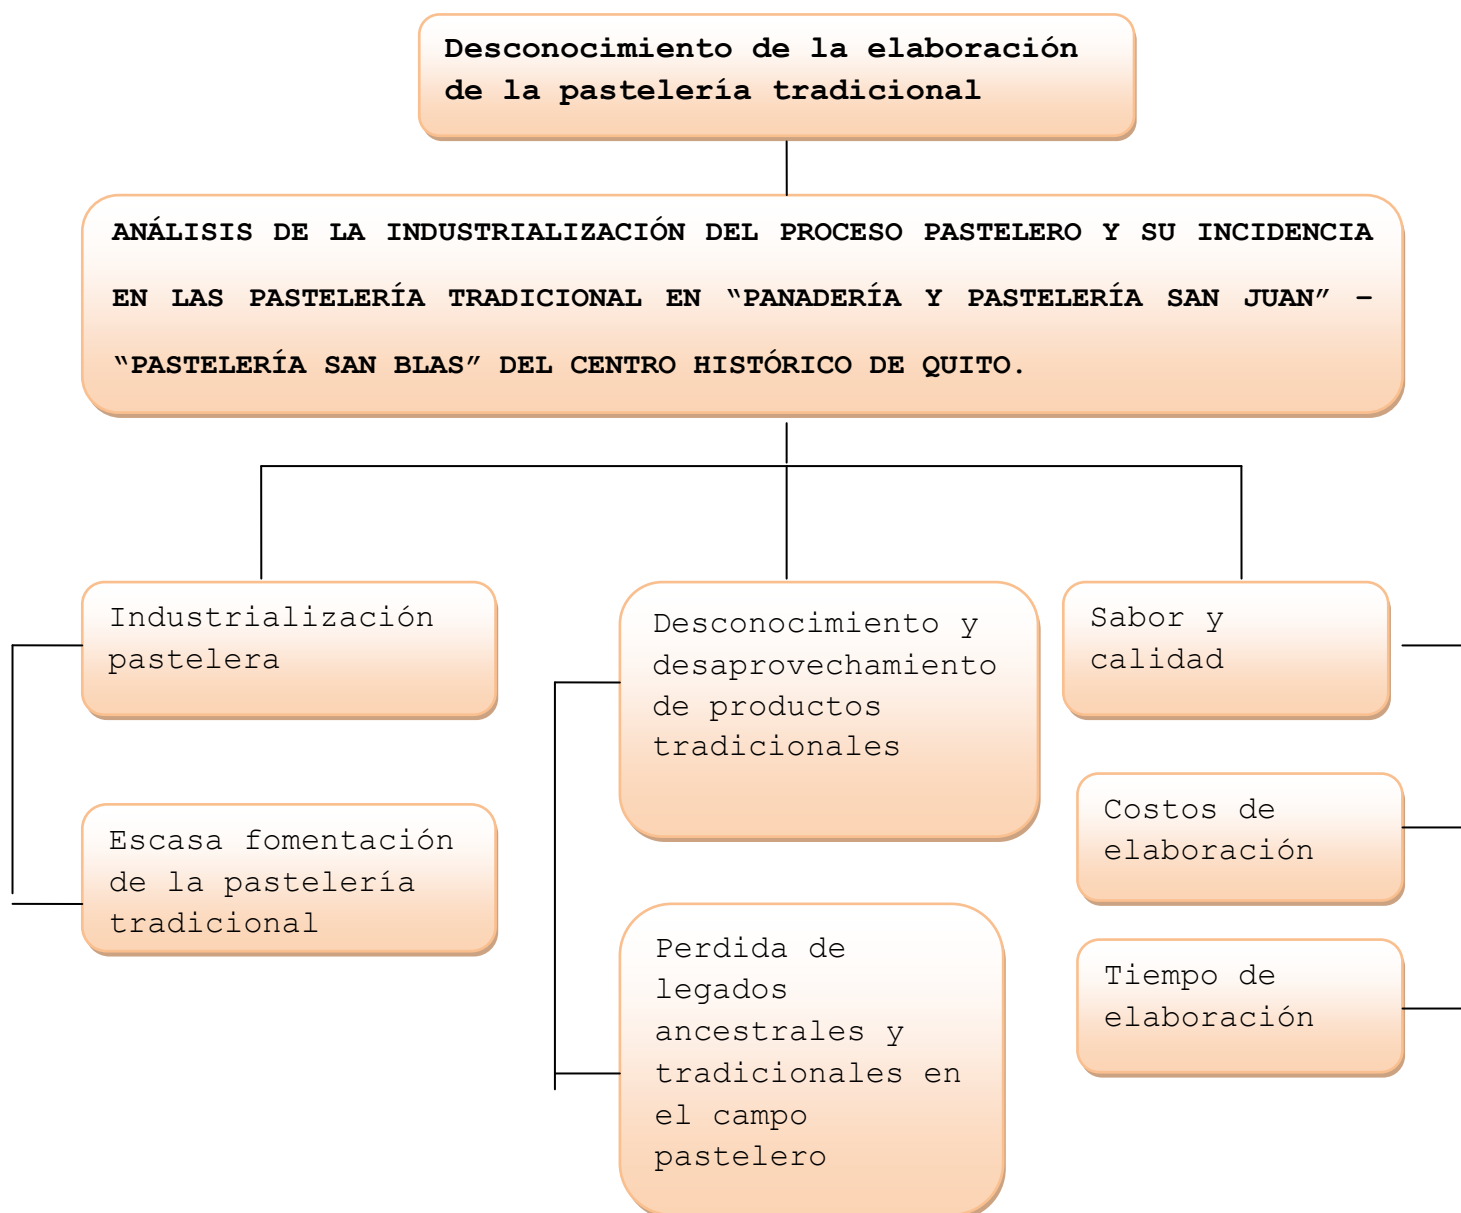 Desconocimiento de la elaboración
de la pastelería tradicional
ANÁLISIS DE LA INDUSTRIALIZACIÓN DEL PROCESO PASTELERO Y SU INCIDENCIA
EN LAS PASTELERÍA TRADICIONAL EN “PANADERÍA Y PASTELERÍA SAN JUAN” –
“PASTELERÍA SAN BLAS” DEL CENTRO HISTÓRICO DE QUITO.
Industrialización
pastelera
Escasa fomentación
de la pastelería
tradicional
Desconocimiento y
desaprovechamiento
de productos
tradicionales
Perdida de
legados
ancestrales y
tradicionales en
el campo
pastelero
Sabor y
calidad
Costos de
elaboración
Tiempo de
elaboración